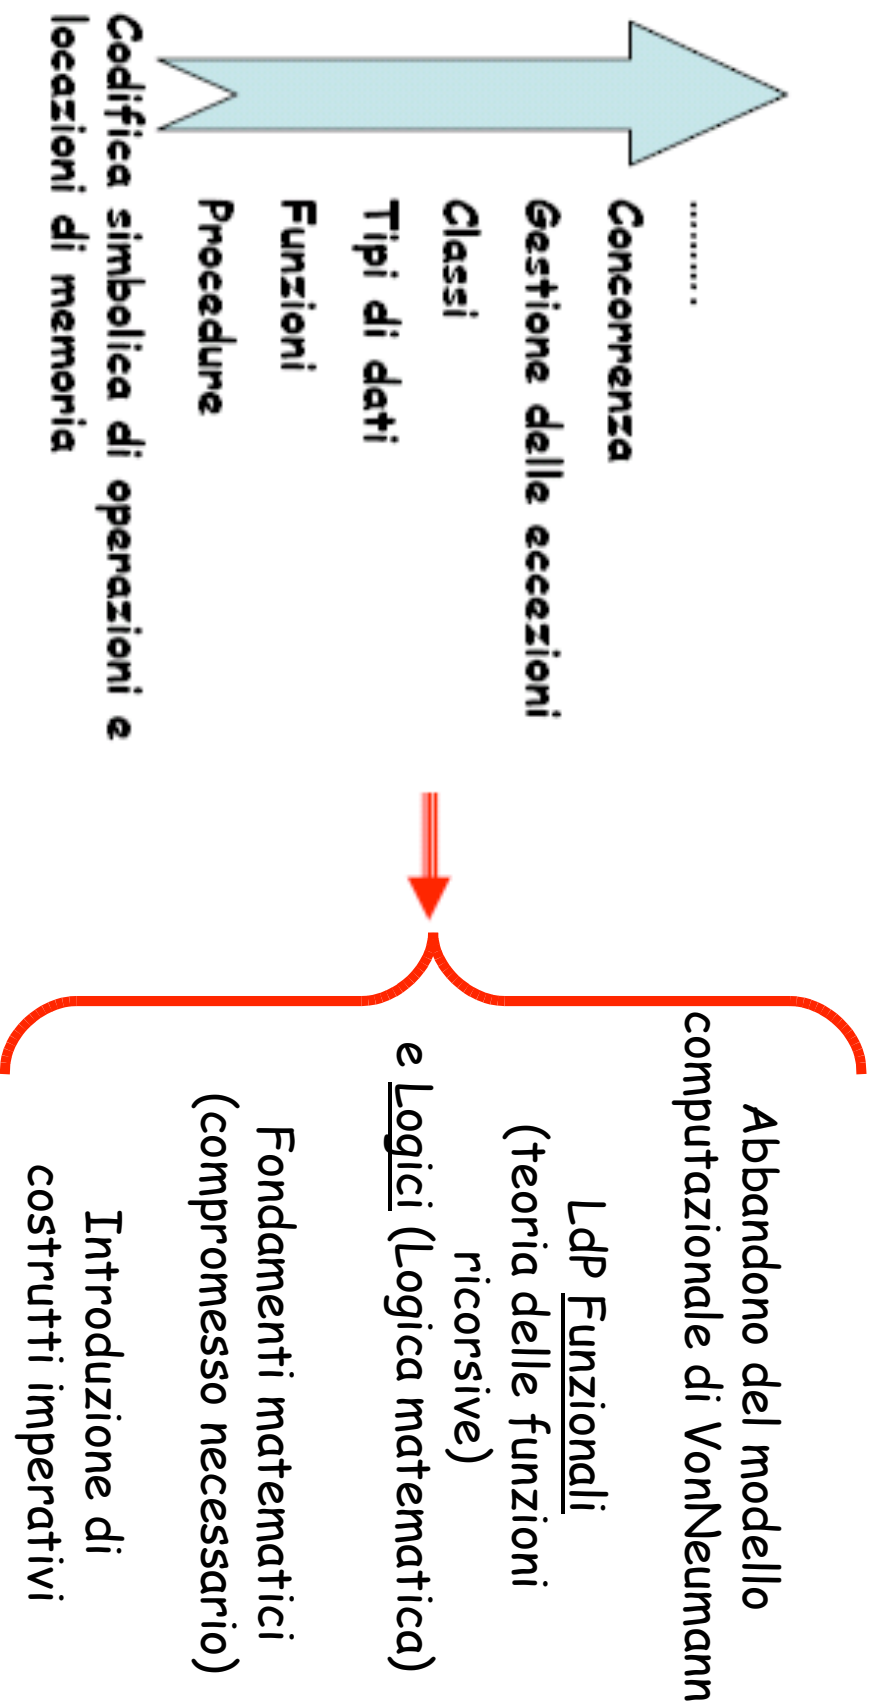 ..........
Concorrenza
Gestione delle eccezioni
Classi
Tipi di dati
Funzioni
Procedure
Codifica simbolica di operazioni e
locazioni di memoria
Abbandono del modello
computazionale di VonNeumann
LdP Funzionali
(teoria delle funzioni
ricorsive)
e Logici (Logica matematica)
Fondamenti matematici
(compromesso necessario)
Introduzione di
costrutti imperativi